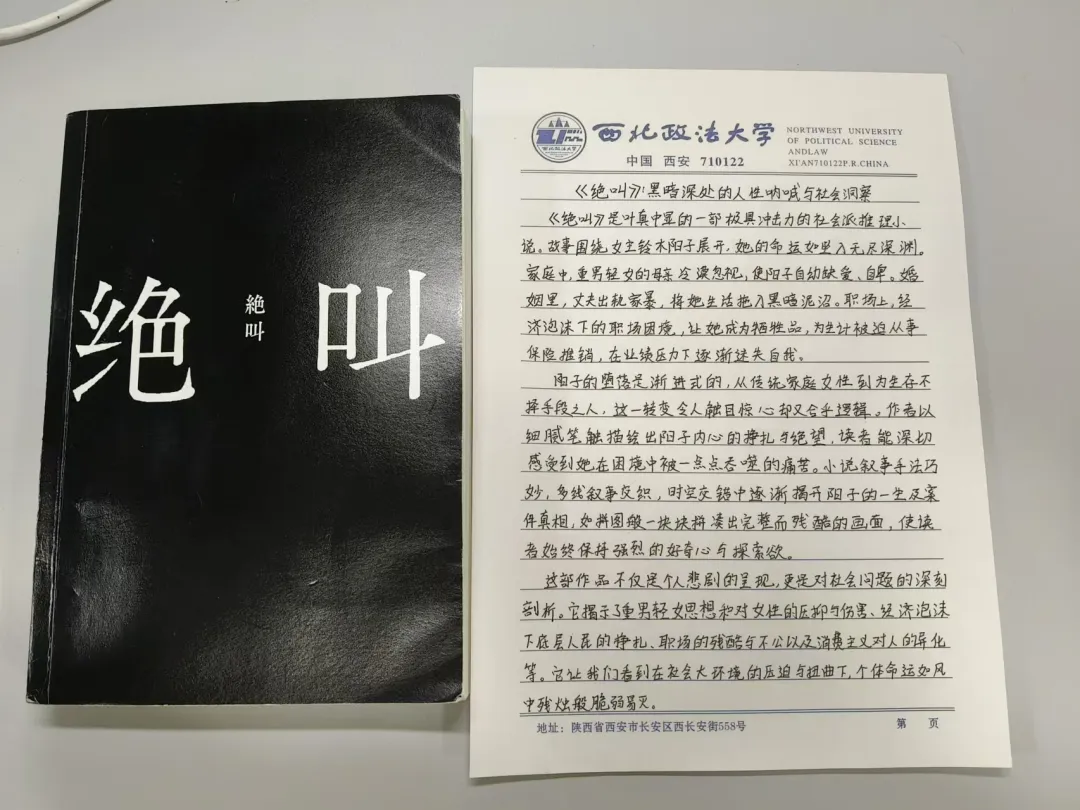 绝叫
絶叫
西北政法大学
中国 西安 710122
NORTHWEST UNIVERSITY
OF POLITICAL SCIENCE
ANDLAW
XI'AN710122P.R.CHINA
《绝叫》:黑暗深处的人性呐喊与社会洞察
《绝叫》是叶真中显的一部极具冲击力的社会派推理小
说。故事围绕女主铃木阳子展开,她的命运如坠入无尽深渊。
家庭中,重男轻女的母亲冷漠忽视,使阳子自幼缺爱、自卑。婚
姻里,丈夫出轨家暴,将她生活拖入黑暗泥沼。职场上,经
济泡沫下的职场困境,让她成为牺牲品,为生计被迫从事
保险推销,在业绩压力下逐渐迷失自我。
阳子的堕落是渐进式的,从传统家庭女性到为生存不
择手段之人,这一转变令人触目惊心却又合乎逻辑。作者以
细腻笔触描绘出阳子内心的挣扎与绝望,读者能深切
感受到她在困境中被一点点吞噬的痛苦。小说叙事手法巧
妙,多线叙事交织,时空交错中逐渐揭开阳子的一生及案
件真相,如拼图般一块块拼凑出完整而残酷的画面,使读
者始终保持强烈的好奇心与探索欲。
这部作品不仅是个人悲剧的呈现,更是对社会问题的深刻
剖析。它揭示了重男轻女思想和对女性的压抑与伤害、经济泡沫
下底层人民的挣扎、职场的残酷与不公以及消费主义对人的异化
等。它让我们看到在社会大环境的压迫与扭曲下,个体命运如风
中残烛般脆弱易灭。
地址:陕西省西安市长安区西长安街558号
第 页